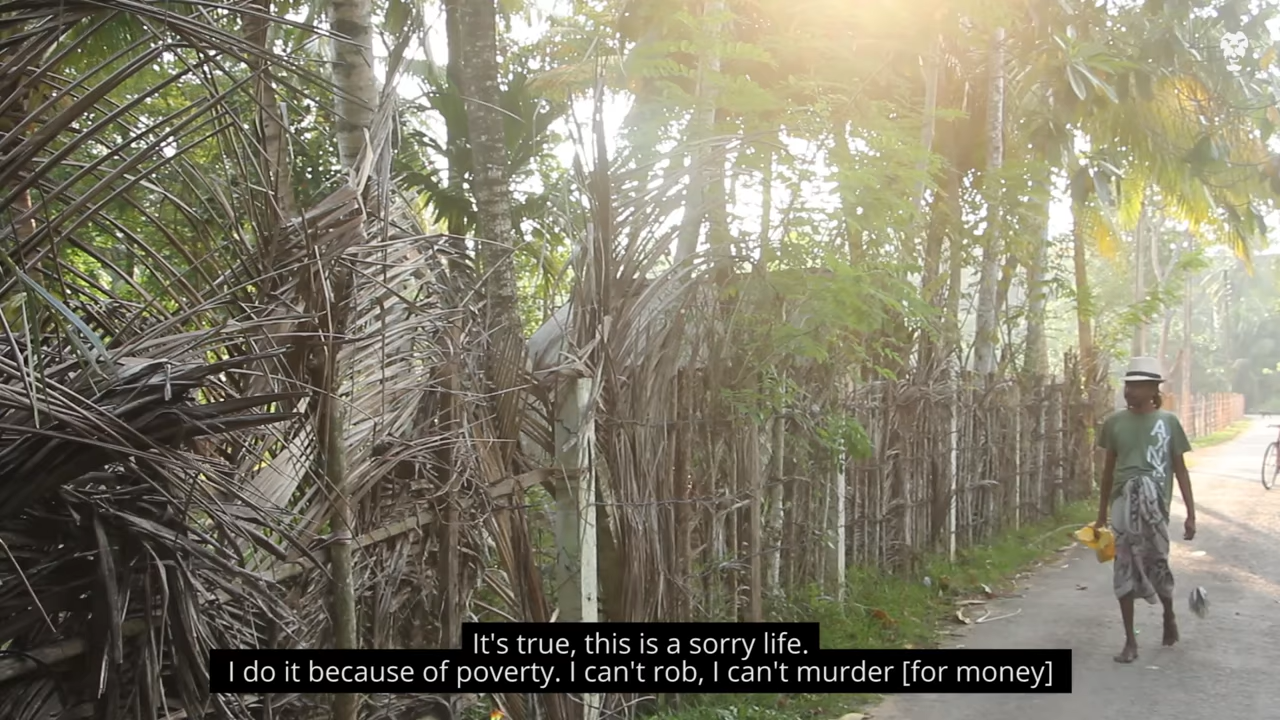 It's true, this is a sorry life.
I do it because of poverty. I can't rob, I can't murder [for money]